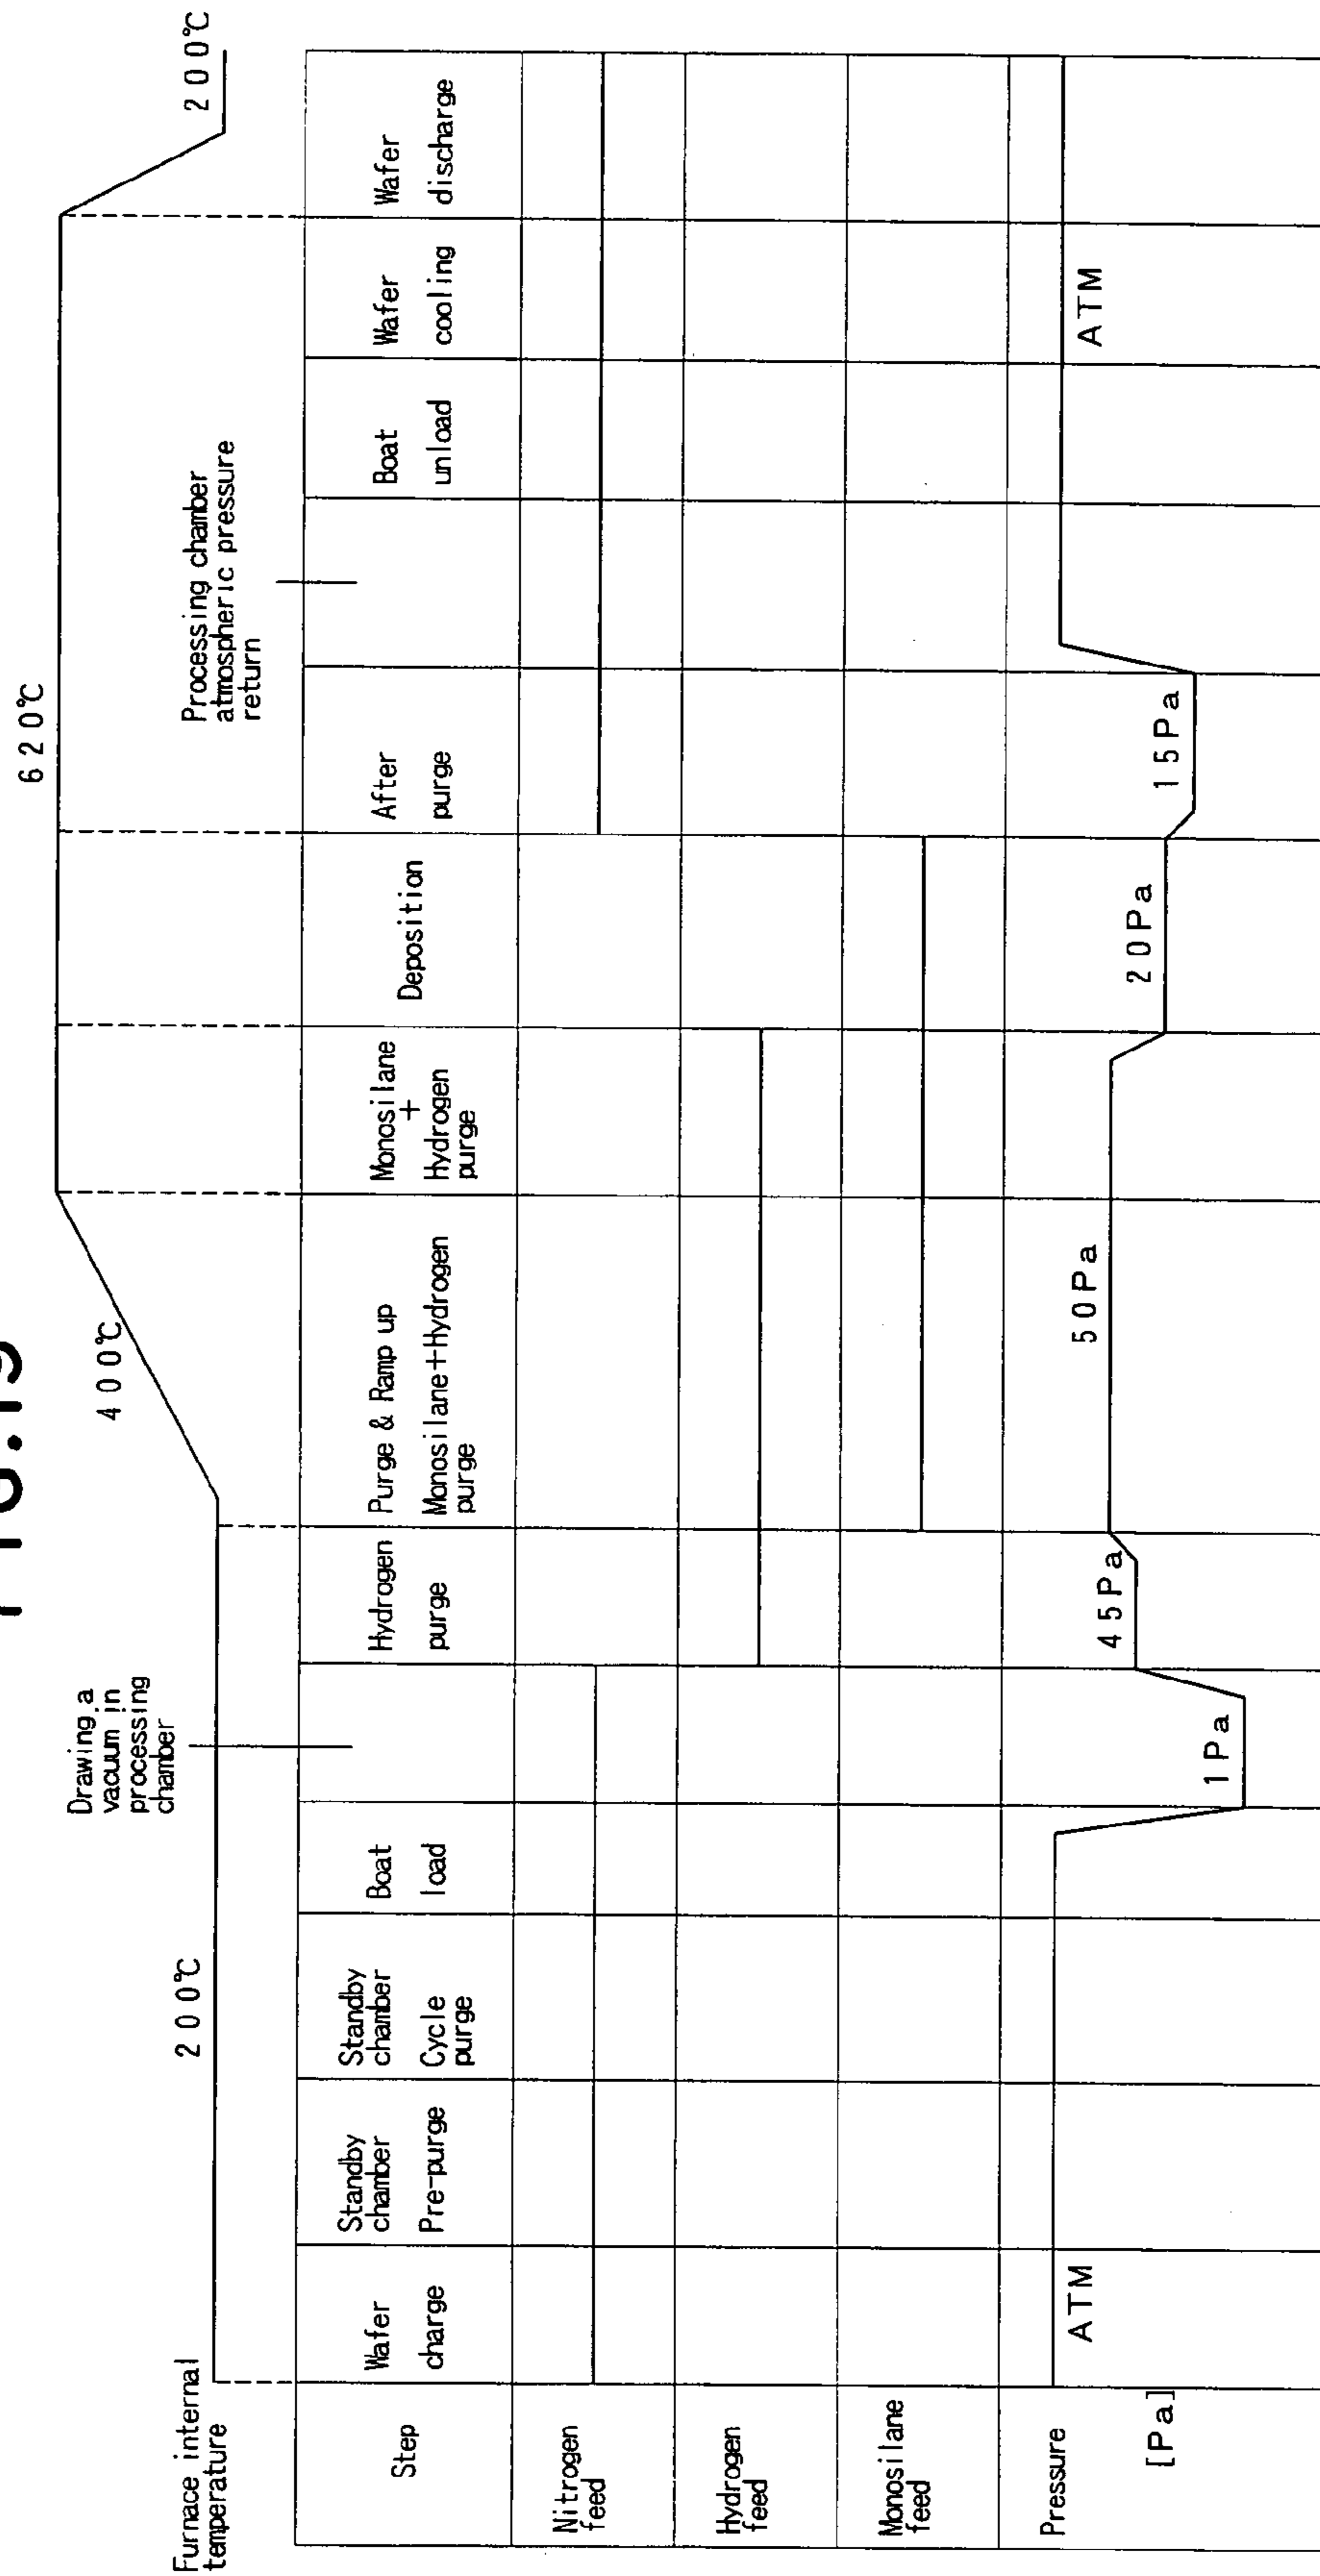 620℃
400℃
200℃
200℃
Furnace internal
temperature
Drawing a
vacuum in
processing
chamber
Processing chamber
atmospheric pressure
return
Step
Wafer
charge
Standby
chamber
Pre-purge
Standby
chamber
Cycle
purge
Boat
load
Hydrogen
purge
Purge & Ramp up
Monosilane+Hydrogen
purge
Monosilane
+
Hydrogen
purge
Deposition
After
purge
Boat
unload
Wafer
cooling
Wafer
discharge
Nitrogen
feed
Hydrogen
feed
Monosilane
feed
Pressure
[Pa]
ATM
1Pa
45Pa
50Pa
20Pa
15Pa
ATM